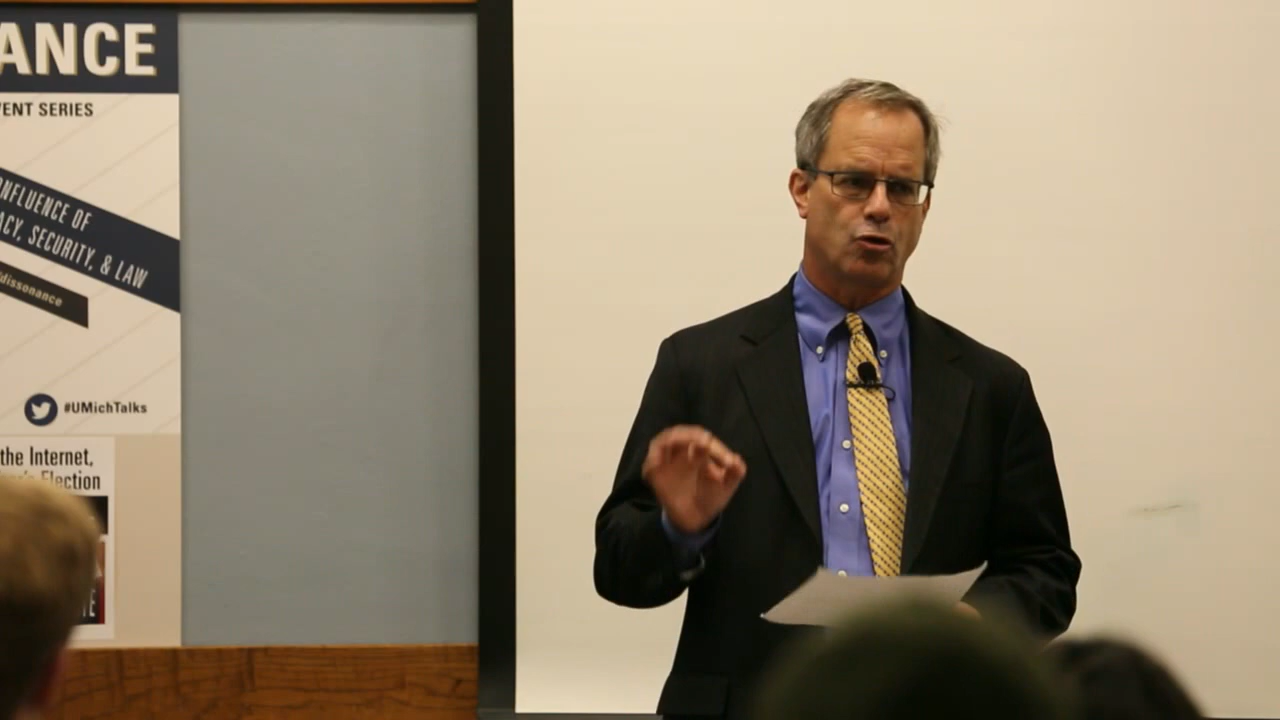 ANCE
ENT SERIES
NFLUENCE OF
ACY, SECURITY, & LAW
dissonance
#UMichTalks
the Internet,
Election